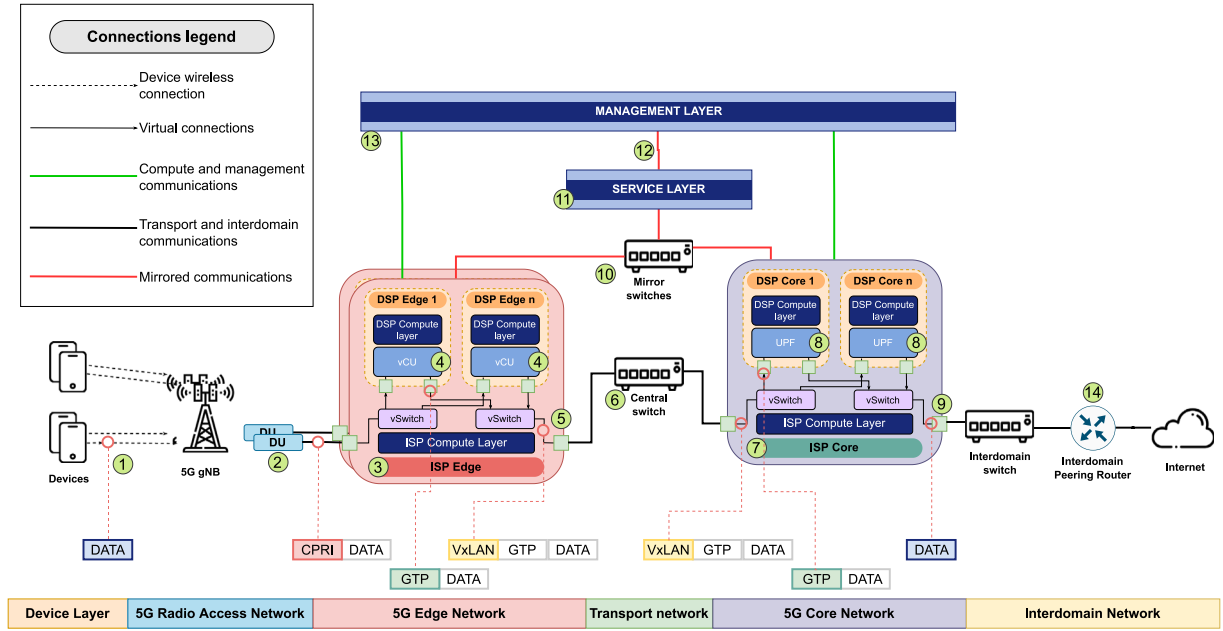 Connections legend
Device wireless
connection
Virtual connections
Compute and management
communications
Transport and interdomain
communications
Mirrored communications
MANAGEMENT LAYER
13
12
SERVICE LAYER
11
10
Mirror
switches
DSP Edge 1
DSP Edge n
DSP Compute
layer
DSP Compute
layer
vCU
4
vCU
4
vSwitch
vSwitch
5
ISP Compute Layer
3
ISP Edge
DSP Core 1
DSP Core n
DSP Compute
layer
DSP Compute
layer
UPF
8
UPF
8
vSwitch
vSwitch
9
ISP Compute Layer
7
ISP Core
6
Central
switch
Devices
1
5G gNB
DU
DU
2
14
Interdomain
switch
Interdomain
Peering Router
Internet
DATA
CPRI
DATA
VxLAN
GTP
DATA
VxLAN
GTP
DATA
DATA
GTP
DATA
GTP
DATA
Device Layer
5G Radio Access Network
5G Edge Network
Transport network
5G Core Network
Interdomain Network